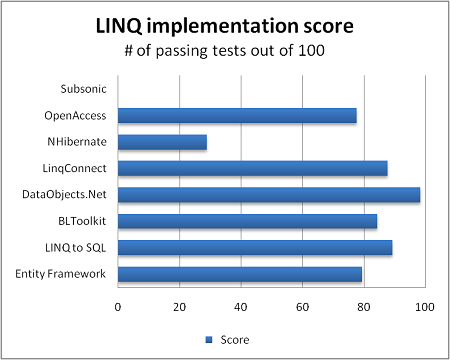 LINQ implementation score
# of passing tests out of 100
Subsonic
OpenAccess
NHibernate
LinqConnect
DataObjects.Net
BLToolkit
LINQ to SQL
Entity Framework
0 20 40 60 80 100
Score